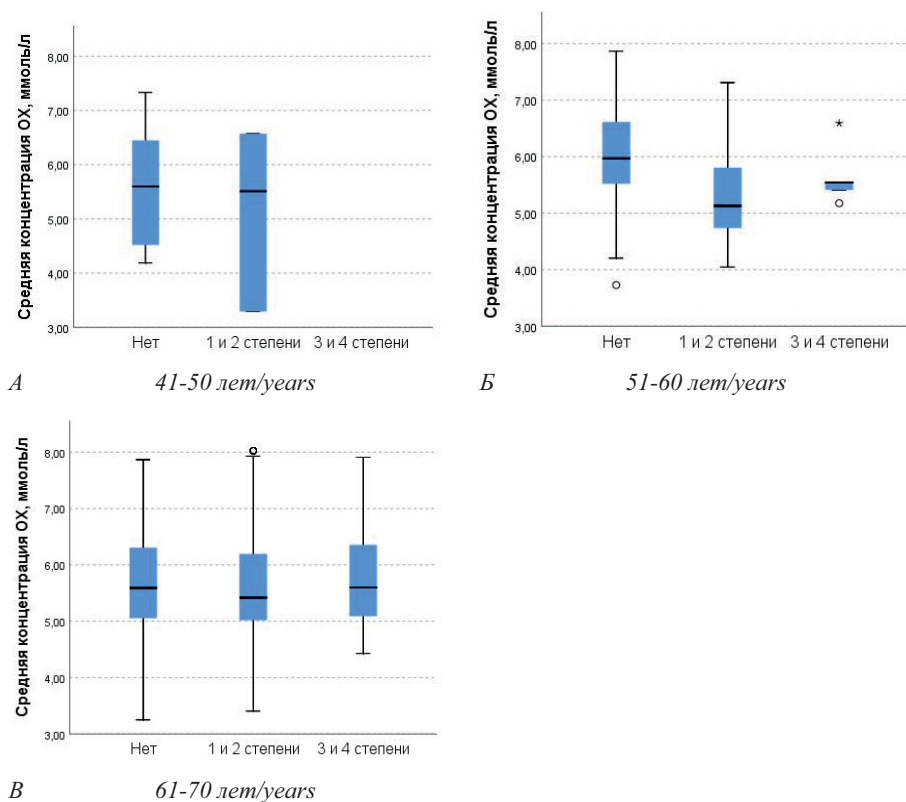 Средняя концентрация ОХ, ммоль/л
8,00
7,00
6,00
5,00
4,00
3,00
Нет 1 и 2 степени 3 и 4 степени
А 41-50 лет/years
Средняя концентрация ОХ, ммоль/л
8,00
7,00
6,00
5,00
4,00
3,00
Нет 1 и 2 степени 3 и 4 степени
Б 51-60 лет/years
Средняя концентрация ОХ, ммоль/л
8,00
7,00
6,00
5,00
4,00
3,00
Нет 1 и 2 степени 3 и 4 степени
В 61-70 лет/years